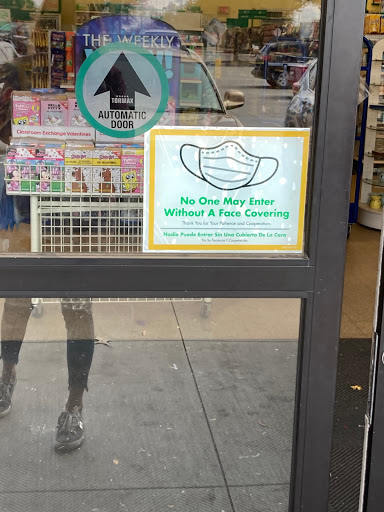 THE WEEKLY
TORMAX
AUTOMATIC
DOOR
Classroom Exchange Valentines
No One May Enter
Without A Face Covering
Thank You for Your Patience and Cooperation
Nadie Puede Entrar Sin Una Cubierta De La Cara